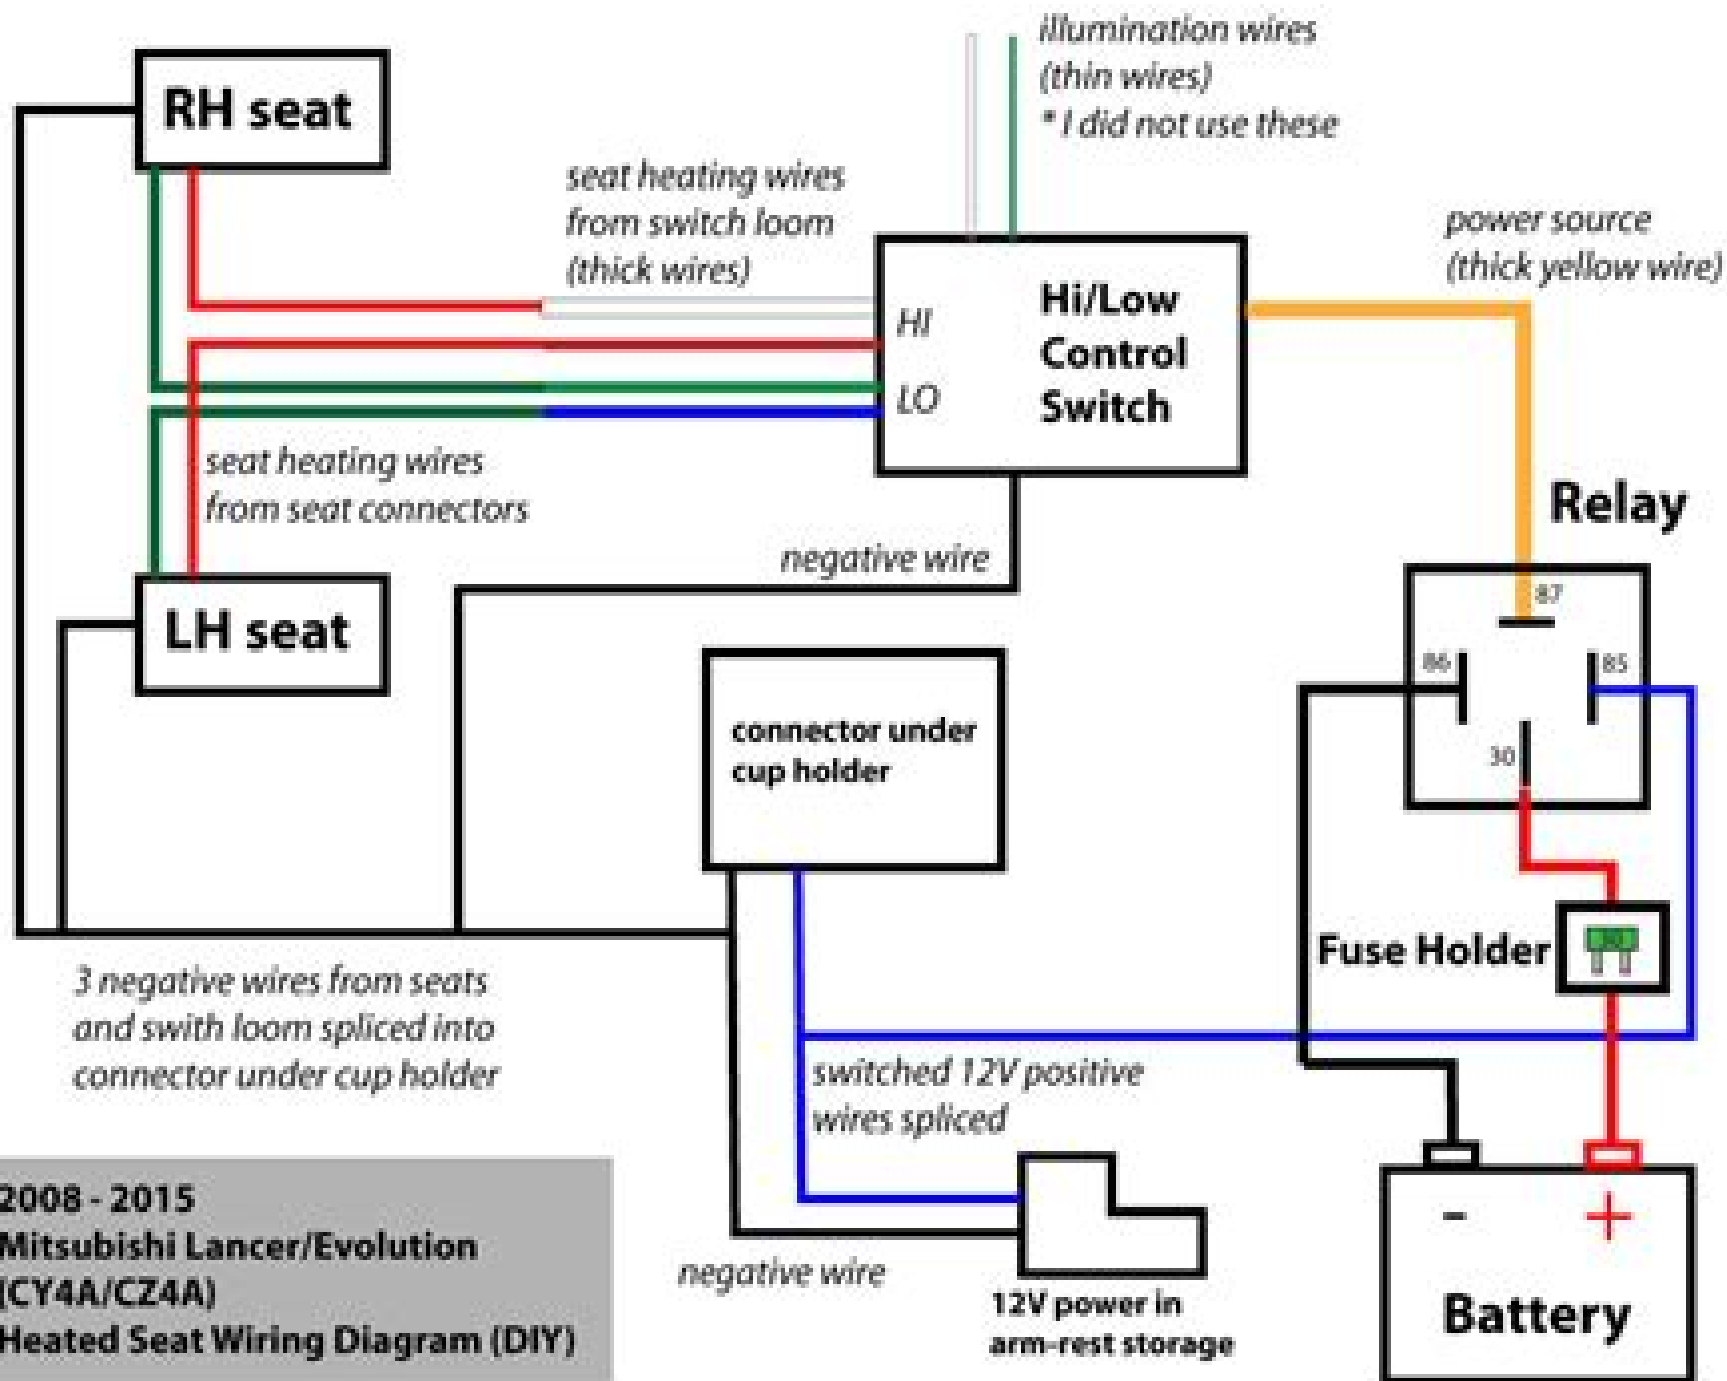 illumination wires
(thin wires)
* I did not use these
RH seat
seat heating wires
from switch loom
(thick wires)
power source
(thick yellow wire)
HI
LO
Hi/Low
Control
Switch
seat heating wires
from seat connectors
negative wire
Relay
87
86
85
30
LH seat
connector under
cup holder
Fuse Holder
3 negative wires from seats
and swith loom spliced into
connector under cup holder
switched 12V positive
wires spliced
negative wire
12V power in
arm-rest storage
-
+
Battery
2008 - 2015
Mitsubishi Lancer/Evolution
(CY4A/CZ4A)
Heated Seat Wiring Diagram (DIY)